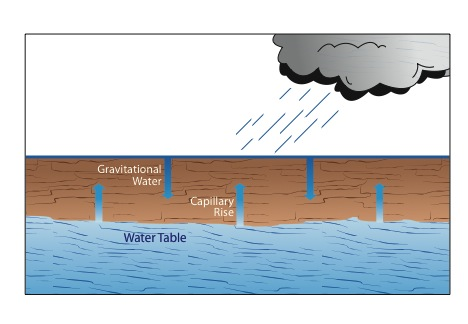 Gravitational
Water
Capillary
Rise
Water Table